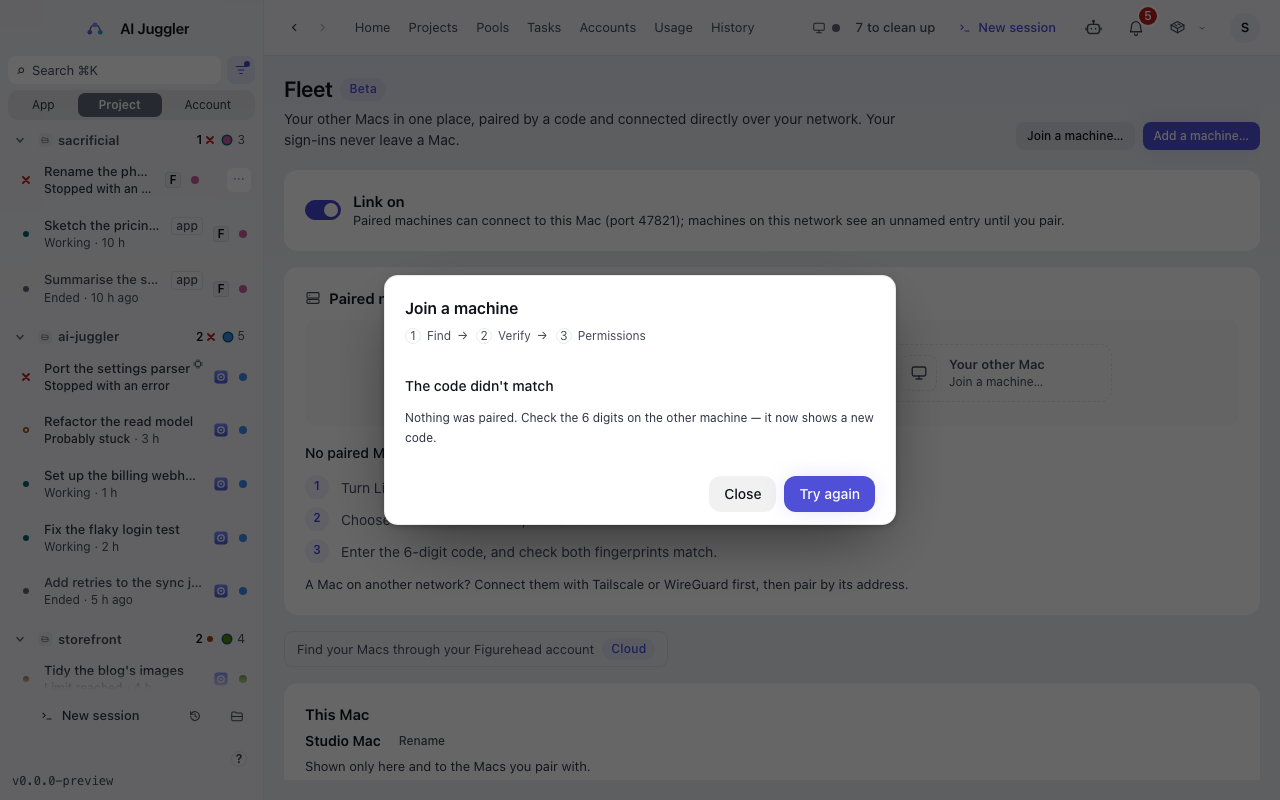 AI Juggler
Home Projects Pools Tasks Accounts Usage History
7 to clean up
New session
5
S
Search ⌘K
App Project Account
sacrificial 1 3
Rename the ph... F
Stopped with an ...
Sketch the pricin... app F
Working · 10 h
Summarise the s... app F
Ended · 10 h ago
ai-juggler 2 5
Port the settings parser
Stopped with an error
Refactor the read model
Probably stuck · 3 h
Set up the billing webh...
Working · 1 h
Fix the flaky login test
Working · 2 h
Add retries to the sync j...
Ended · 5 h ago
storefront 2 4
Tidy the blog's images
New session
?
v0.0.0-preview
Fleet Beta
Your other Macs in one place, paired by a code and connected directly over your network. Your
sign-ins never leave a Mac.
Join a machine...
Add a machine...
Link on
Paired machines can connect to this Mac (port 47821); machines on this network see an unnamed entry until you pair.
Paired
Your other Mac
Join a machine...
Join a machine
1 Find → 2 Verify → 3 Permissions
The code didn't match
Nothing was paired. Check the 6 digits on the other machine — it now shows a new
code.
Close
Try again
No paired
1 Turn
2 Choose
3 Enter the 6-digit code, and check both fingerprints match.
A Mac on another network? Connect them with Tailscale or WireGuard first, then pair by its address.
Find your Macs through your Figurehead account Cloud
This Mac
Studio Mac Rename
Shown only here and to the Macs you pair with.